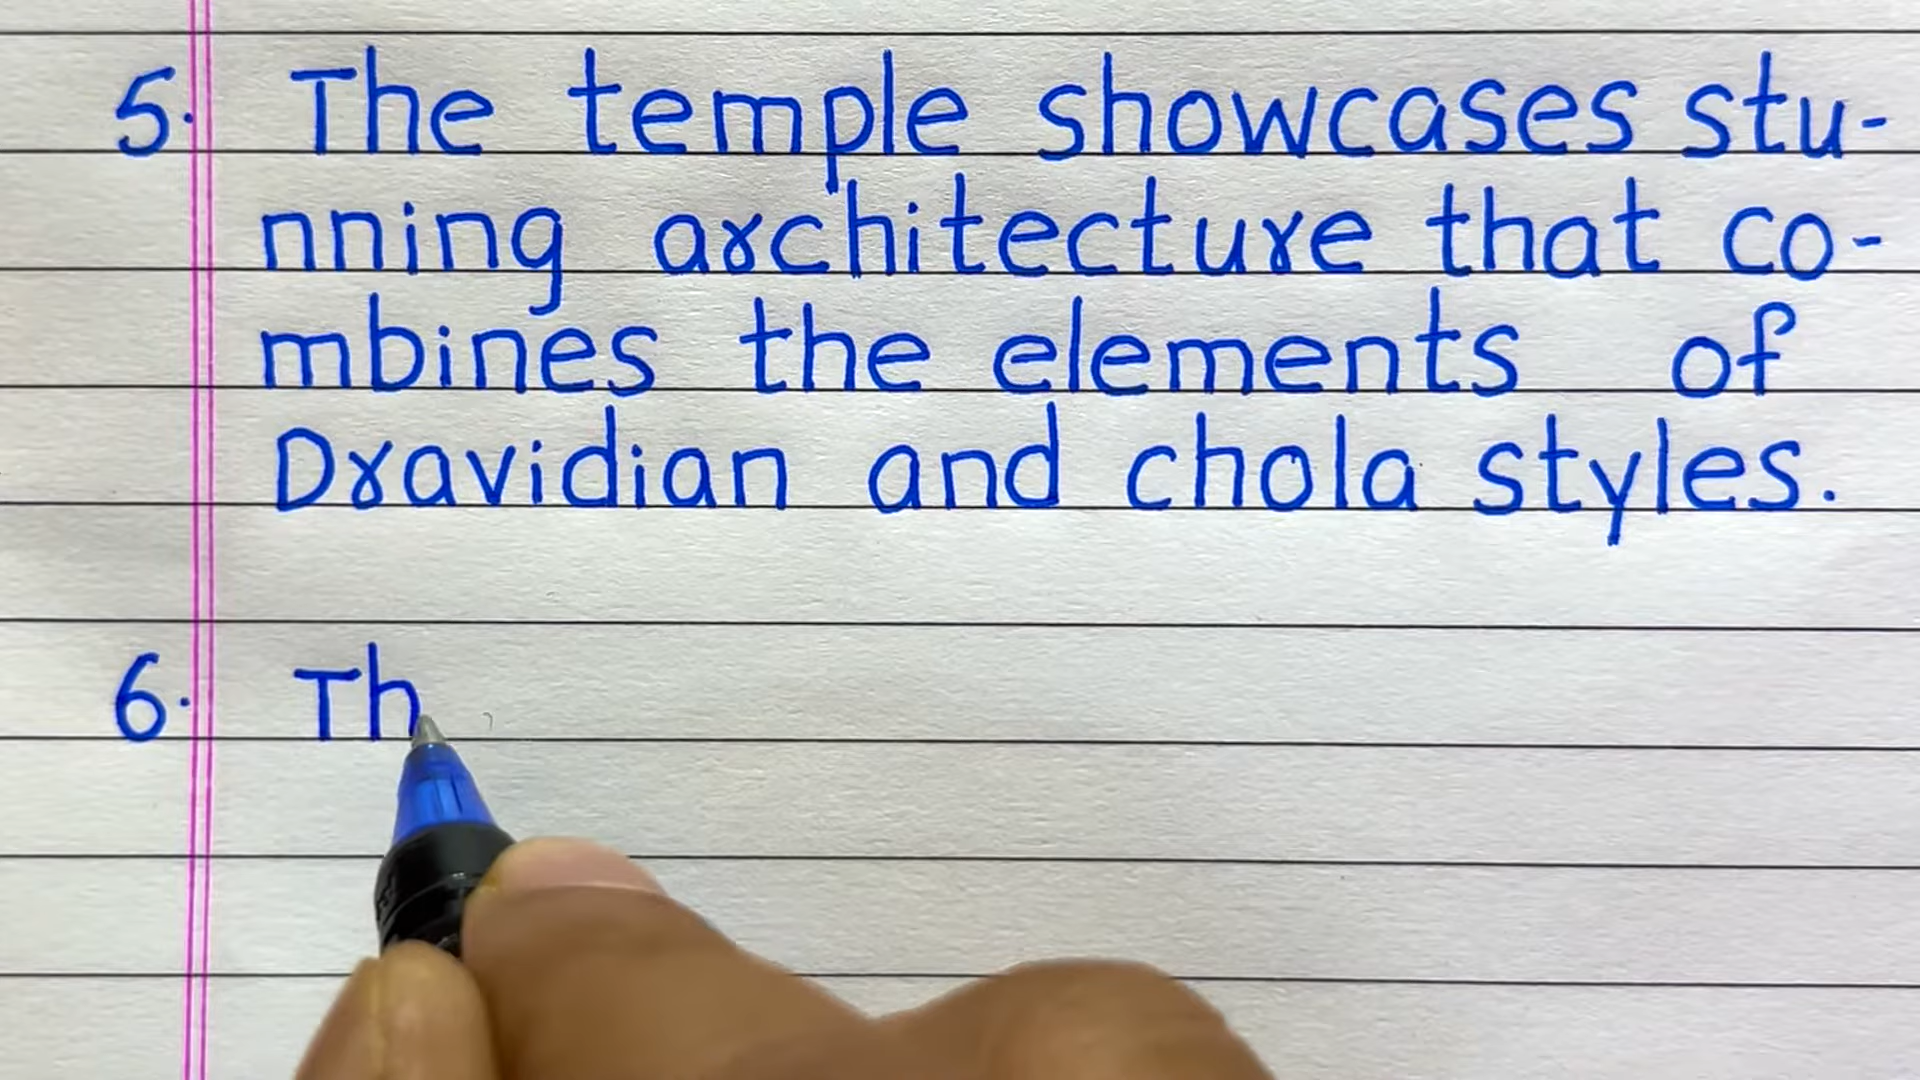 5. The temple showcases stu-
nning architecture that co-
mbines the elements of
Dravidian and chola styles.
6. Th